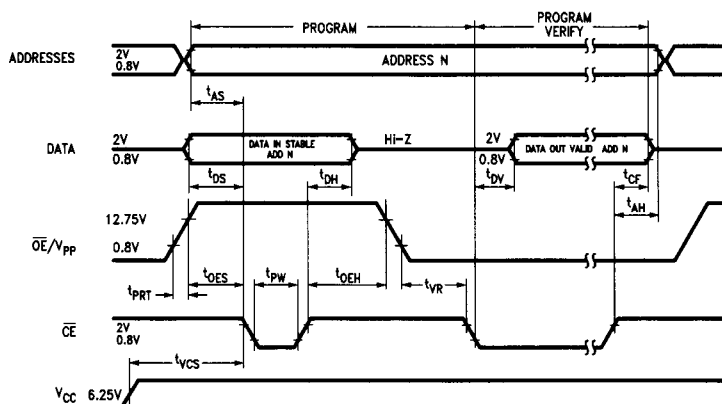 PROGRAM
PROGRAM
VERIFY
ADDRESSES
2V
0.8V
ADDRESS N
tAS
DATA
2V
0.8V
DATA IN STABLE
ADD N
Hi-Z
2V
0.8V
DATA OUT VALID ADD N
tDS
tDH
tDV
tCF
tAH
12.75V
OE/VPP
0.8V
tPRT
tOES
tPW
tOEH
tVR
CE
2V
0.8V
tVCS
VCC
6.25V